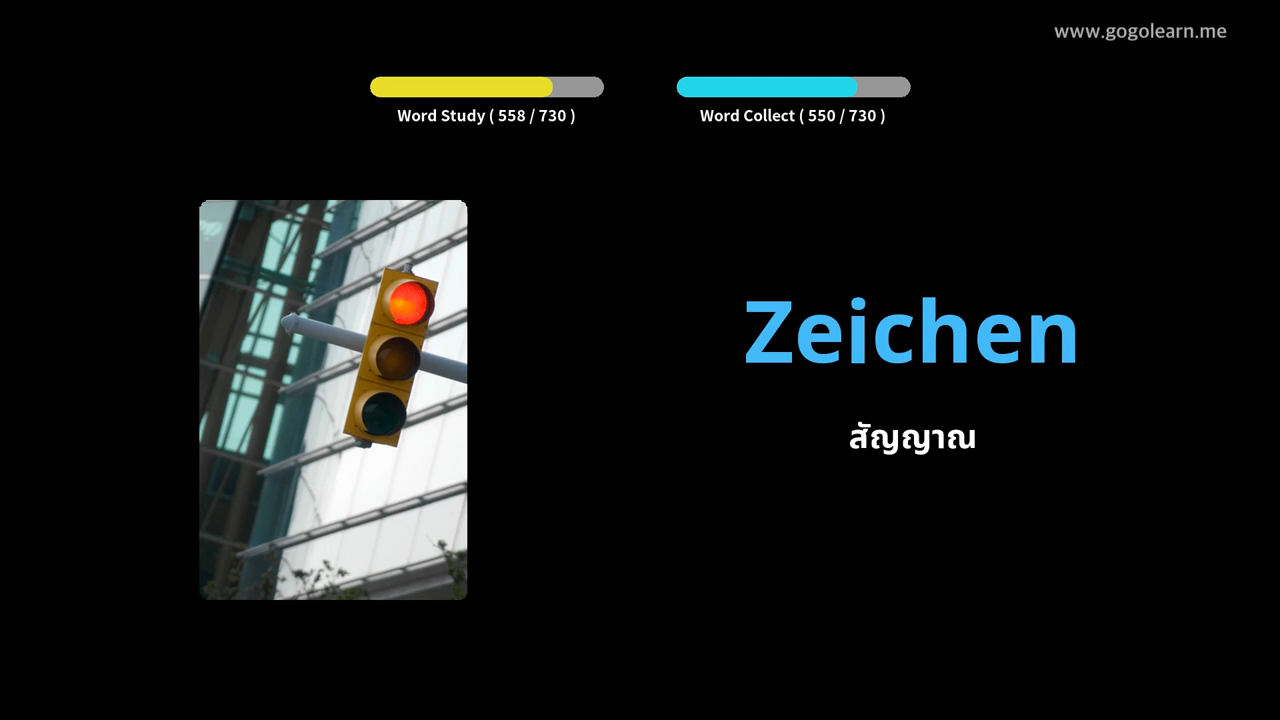 www.gogolearn.me
Word Study ( 558 / 730 )
Word Collect ( 550 / 730 )
Zeichen
สัญญาณ